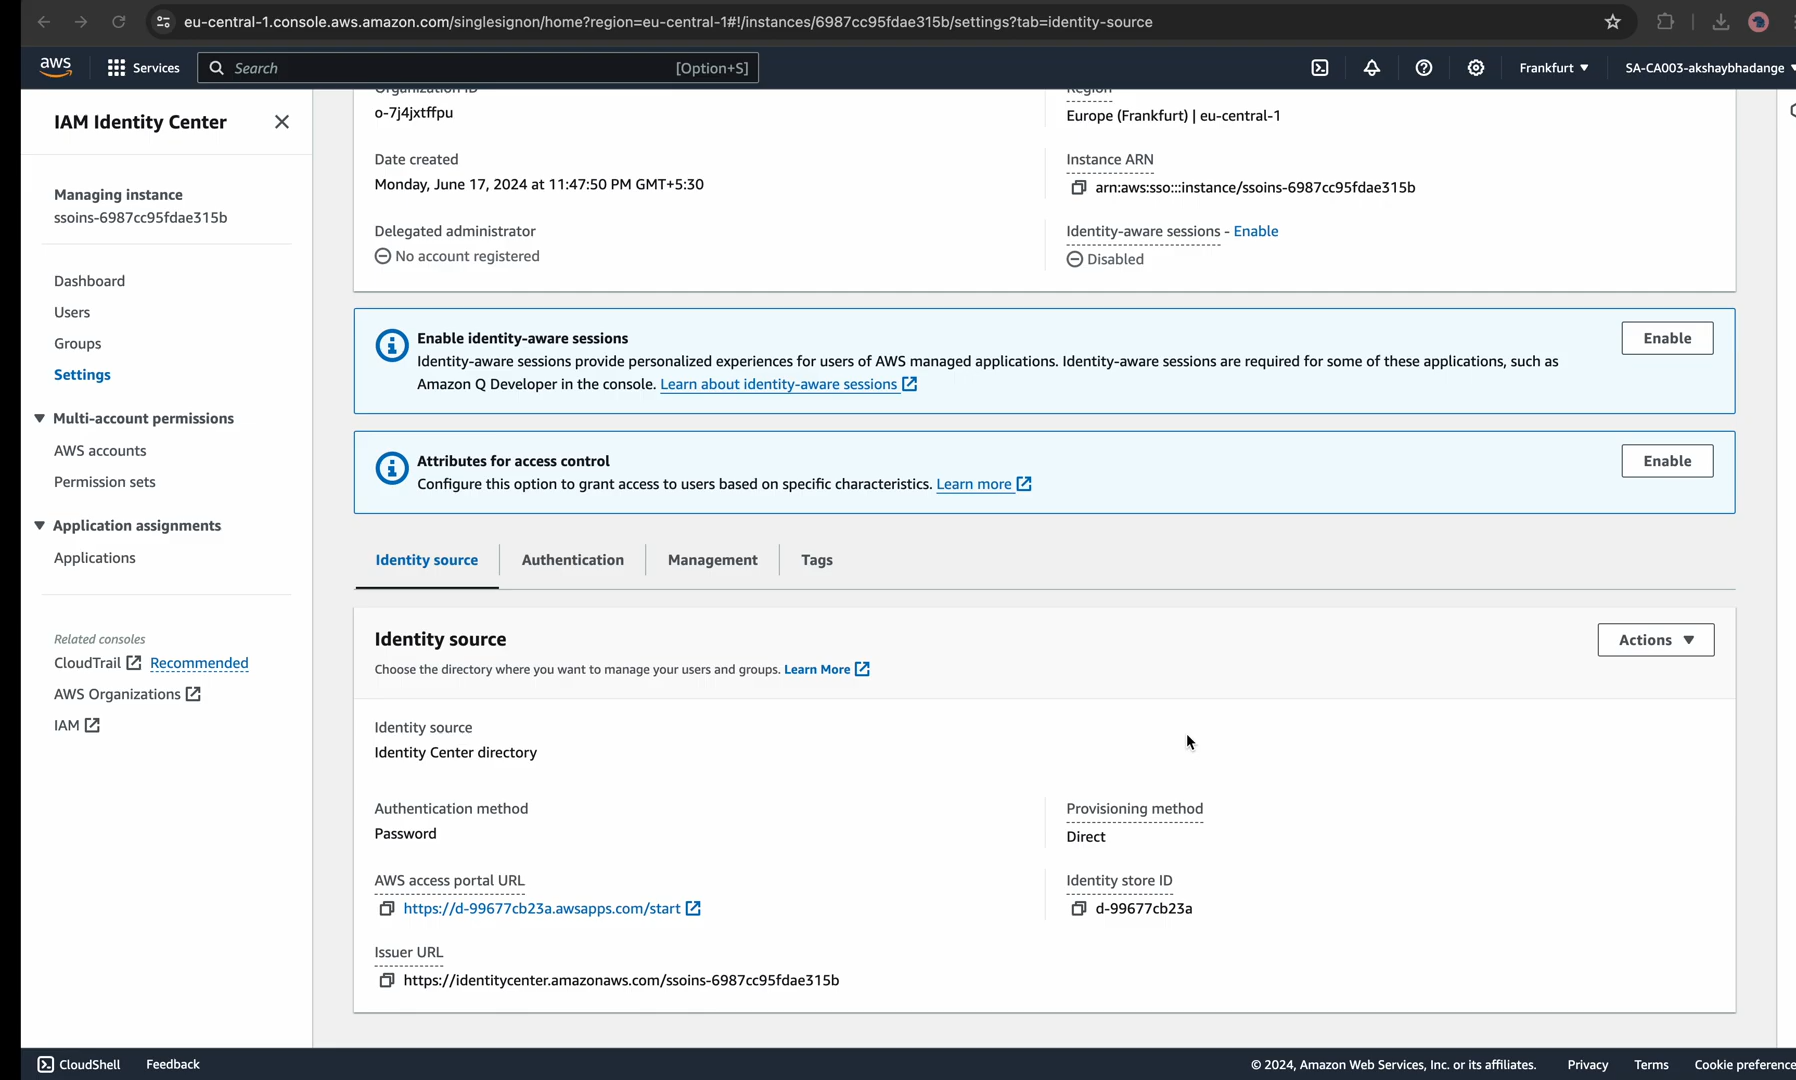 eu-central-1.console.aws.amazon.com/singlesignon/home?region=eu-central-1#!/instances/6987cc95fdae315b/settings?tab=identity-source
aws
Services
Search
[Option+S]
Frankfurt
SA-CA003-akshaybhadange
IAM Identity Center
Managing instance
ssoins-6987cc95fdae315b
Dashboard
Users
Groups
Settings
Multi-account permissions
AWS accounts
Permission sets
Application assignments
Applications
Related consoles
CloudTrail Recommended
AWS Organizations
IAM
Organization ID
o-7j4jxtffpu
Region
Europe (Frankfurt) | eu-central-1
Date created
Monday, June 17, 2024 at 11:47:50 PM GMT+5:30
Instance ARN
arn:aws:sso:::instance/ssoins-6987cc95fdae315b
Delegated administrator
No account registered
Identity-aware sessions - Enable
Disabled
Enable identity-aware sessions
Identity-aware sessions provide personalized experiences for users of AWS managed applications. Identity-aware sessions are required for some of these applications, such as
Amazon Q Developer in the console. Learn about identity-aware sessions
Enable
Attributes for access control
Configure this option to grant access to users based on specific characteristics. Learn more
Enable
Identity source
Authentication
Management
Tags
Identity source
Choose the directory where you want to manage your users and groups. Learn More
Actions
Identity source
Identity Center directory
Authentication method
Password
Provisioning method
Direct
AWS access portal URL
https://d-99677cb23a.awsapps.com/start
Identity store ID
d-99677cb23a
Issuer URL
https://identitycenter.amazonaws.com/ssoins-6987cc95fdae315b
CloudShell
Feedback
© 2024, Amazon Web Services, Inc. or its affiliates.
Privacy
Terms
Cookie preference